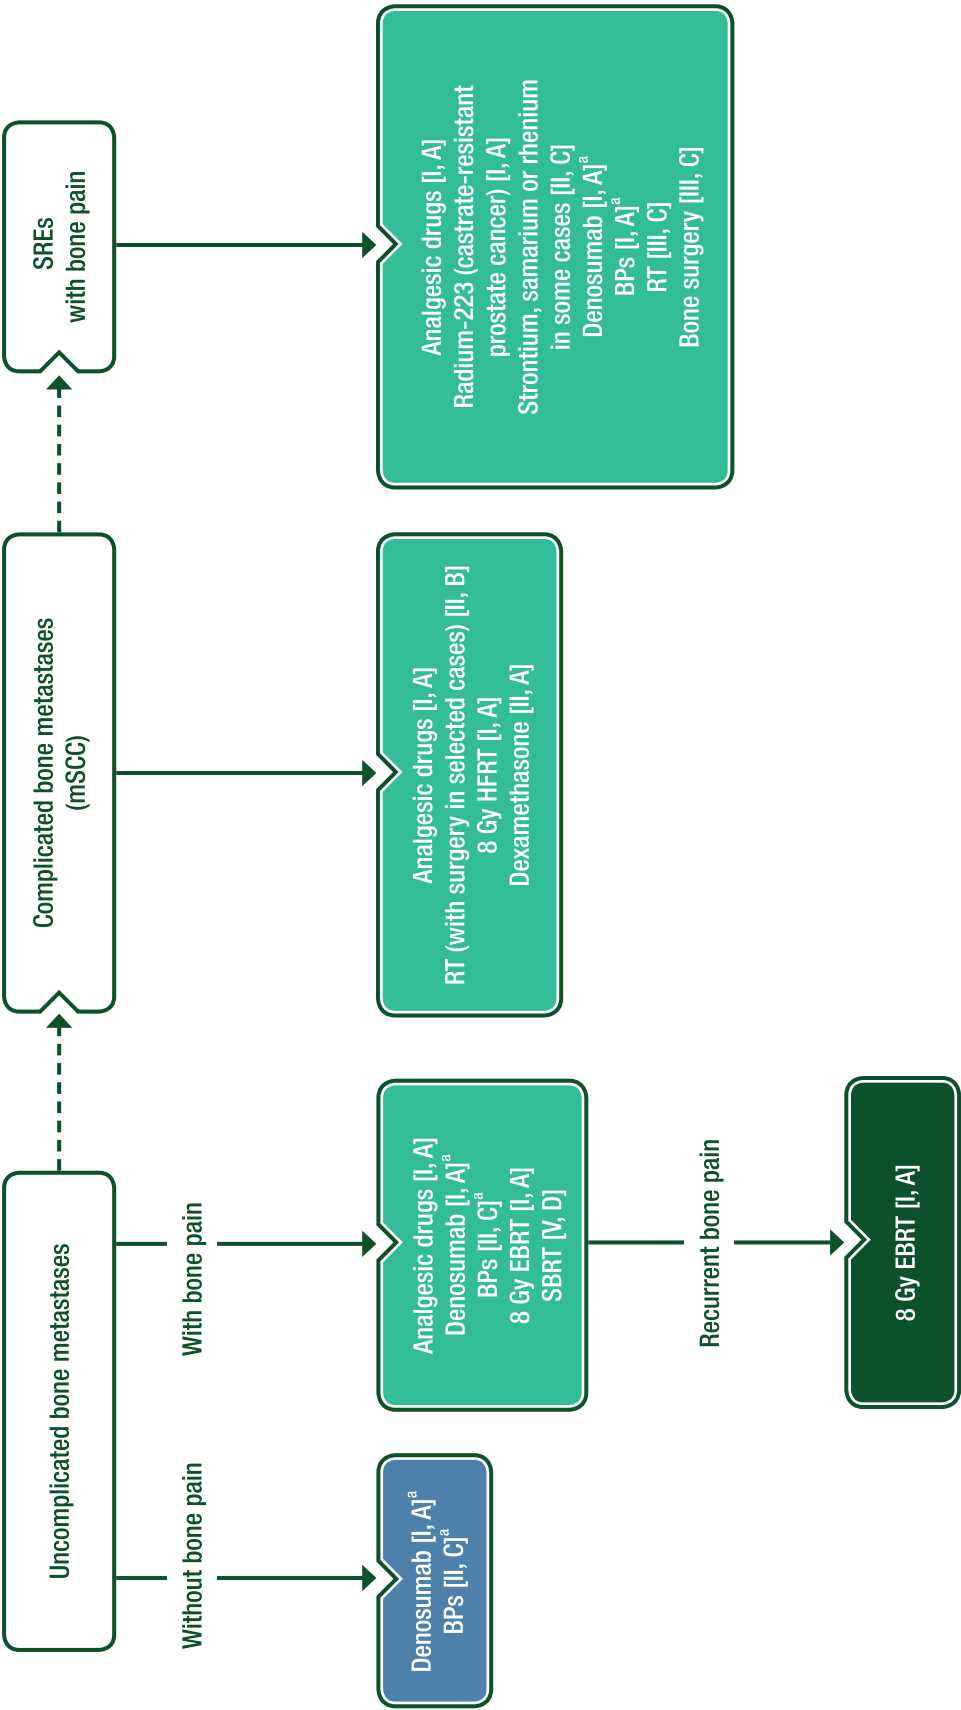 Uncomplicated bone metastases
Without bone pain
Denosumab [I, A]a
BPs [II, C]a
With bone pain
Analgesic drugs [I, A]
Denosumab [I, A]a
BPs [II, C]a
8 Gy EBRT [I, A]
SBRT [V, D]
Recurrent bone pain
8 Gy EBRT [I, A]
Complicated bone metastases
(mSCC)
Analgesic drugs [I, A]
RT (with surgery in selected cases) [II, B]
8 Gy HFRT [I, A]
Dexamethasone [II, A]
SREs
with bone pain
Analgesic drugs [I, A]
Radium-223 (castrate-resistant
prostate cancer) [I, A]
Strontium, samarium or rhenium
in some cases [II, C]
Denosumab [I, A]a
BPs [I, A]a
RT [III, C]
Bone surgery [III, C]